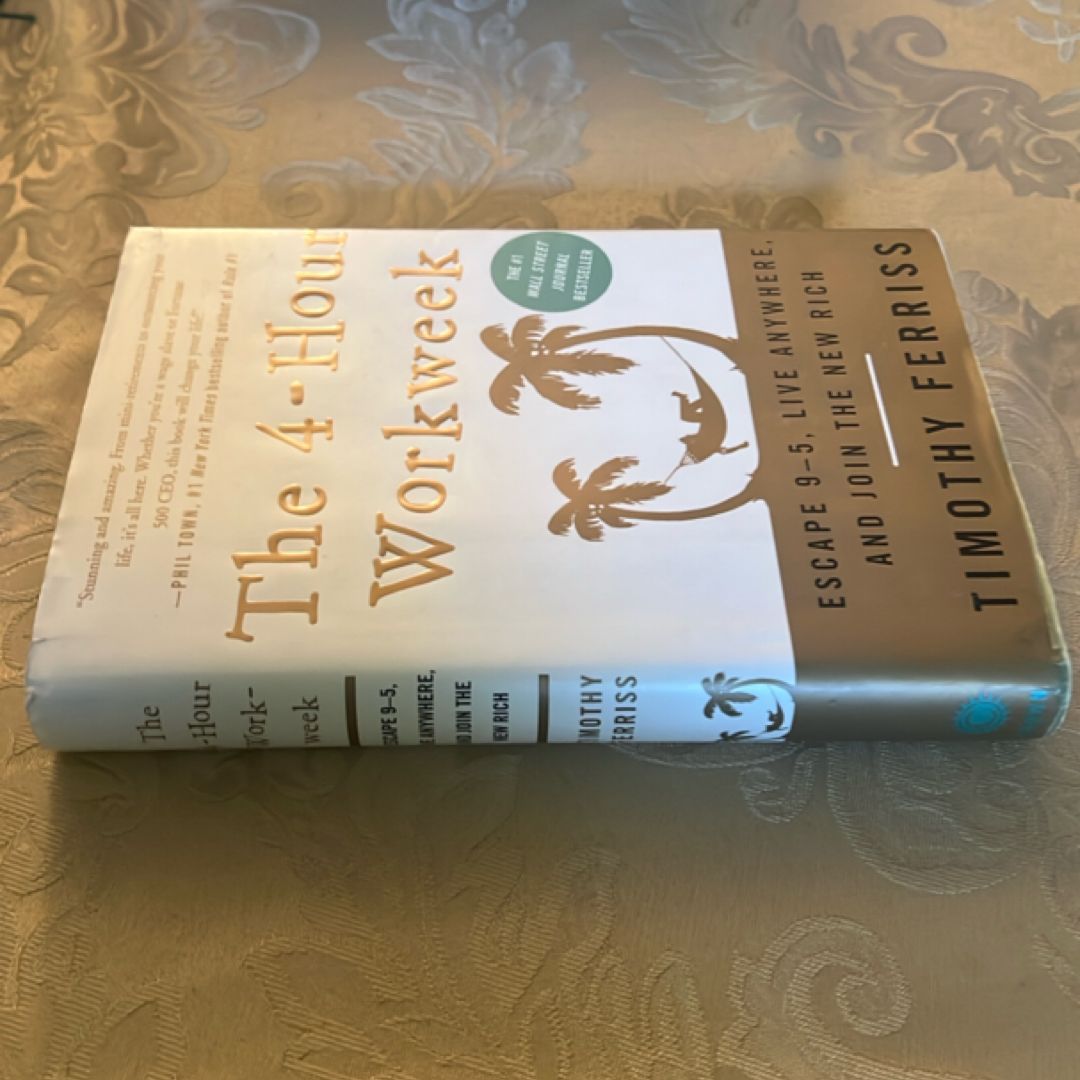 "Stunning and amazing. From mini-retirements to outsourcing your
life, it's all here. Whether you're a wage slave or Fortune
500 CEO, this book will change your life!"
—PHIL TOWN, #1 New York Times bestselling author of Rule #1
The 4-Hour
Workweek
THE #1
WALL STREET
JOURNAL
BESTSELLER
ESCAPE 9–5, LIVE ANYWHERE,
AND JOIN THE NEW RICH
TIMOTHY FERRISS
The
-Hour
Work-
week
ESCAPE 9–5,
E ANYWHERE,
ND JOIN THE
NEW RICH
TIMOTHY
FERRISS